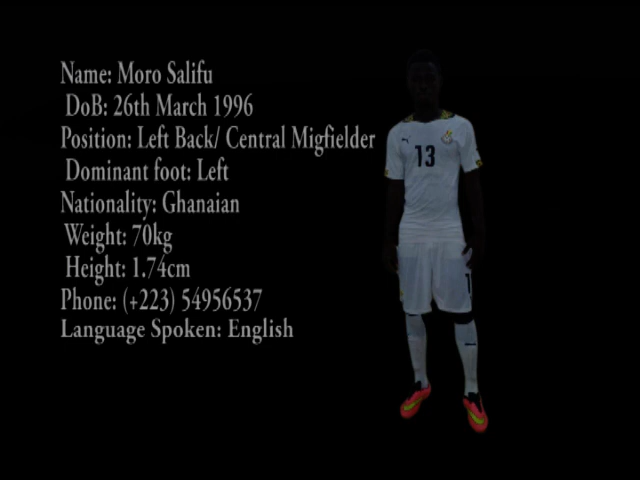 Name: Moro Salifu
DoB: 26th March 1996
Position: Left Back/ Central Migfielder
Dominant foot: Left
Nationality: Ghanaian
Weight: 70kg
Height: 1.74cm
Phone: (+223) 54956537
Language Spoken: English
13
1